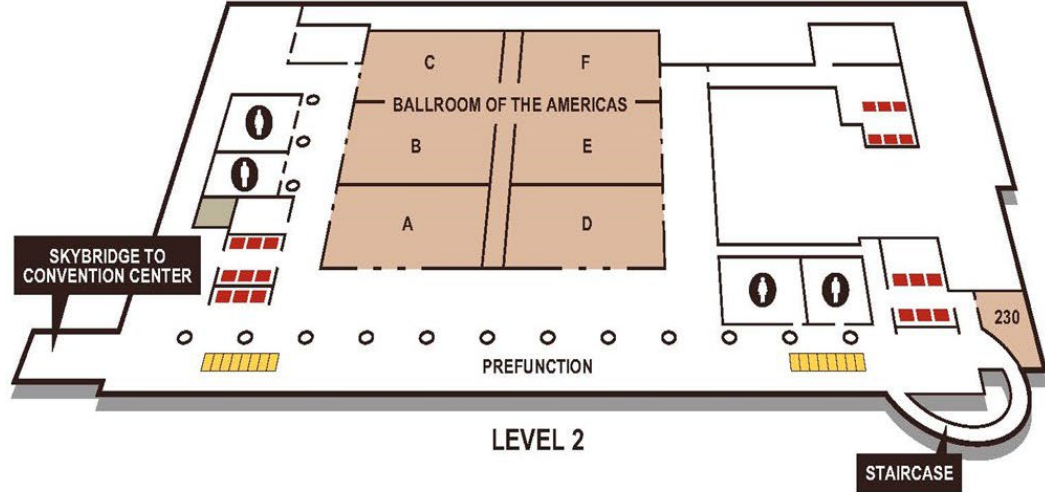 C
F
BALLROOM OF THE AMERICAS
B
E
A
D
SKYBRIDGE TO
CONVENTION CENTER
230
PREFUNCTION
LEVEL 2
STAIRCASE